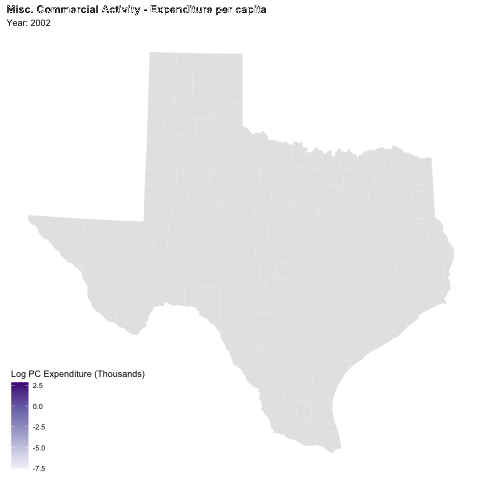 Misc. Commercial Activity - Expenditure per capita
Year: 2002
Log PC Expenditure (Thousands)
2.5
0.0
-2.5
-5.0
-7.5